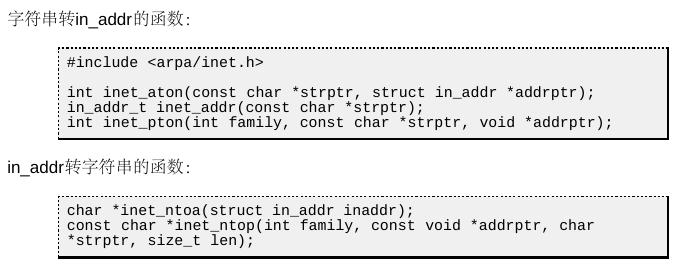 字符串转in_addr的函数:
#include <arpa/inet.h>
int inet_aton(const char *strptr, struct in_addr *addrptr);
in_addr_t inet_addr(const char *strptr);
int inet_pton(int family, const char *strptr, void *addrptr);
in_addr转字符串的函数:
char *inet_ntoa(struct in_addr inaddr);
const char *inet_ntop(int family, const void *addrptr, char
*strptr, size_t len);